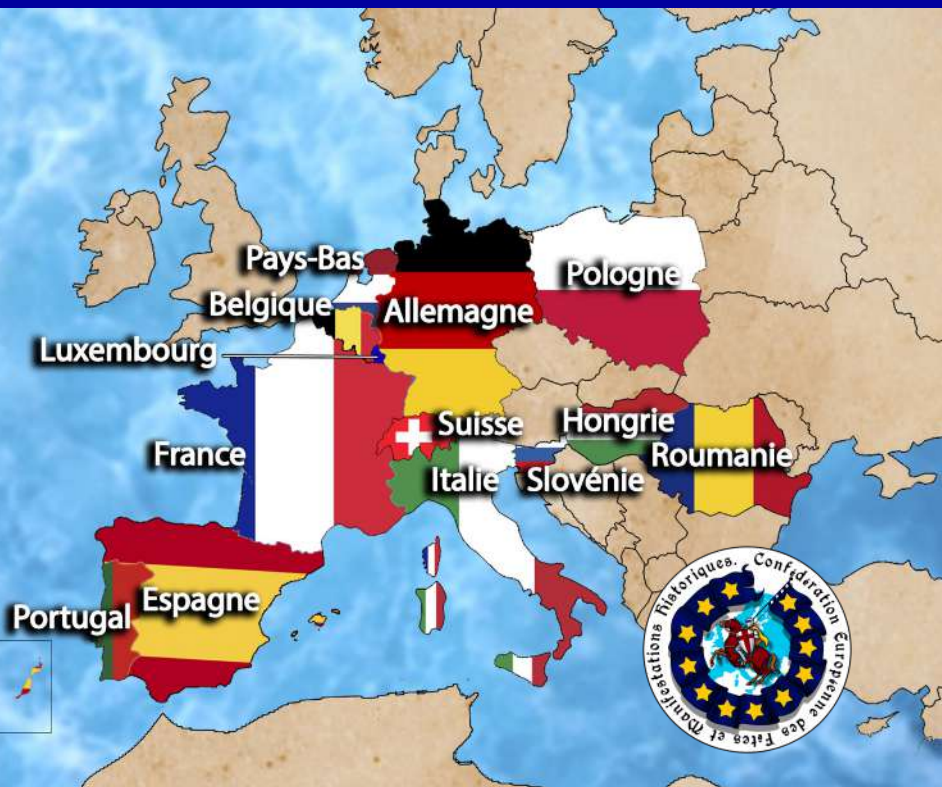 Pays-Bas
Pologne
Belgique
Allemagne
Luxembourg
Suisse
Hongrie
France
Roumanie
Italie
Slovénie
Portugal
Espagne
Confédération Européenne des Fêtes et Manifestations Historiques.